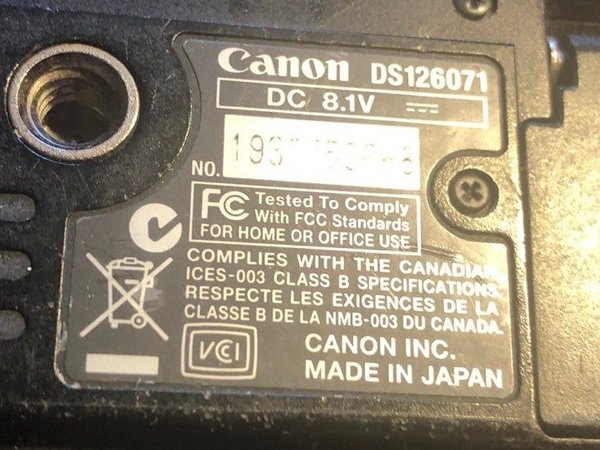 Canon DS126071
DC 8.1V
NO.
FC Tested To Comply
With FCC Standards
FOR HOME OR OFFICE USE
COMPLIES WITH THE CANADIAN
ICES-003 CLASS B SPECIFICATIONS
RESPECTE LES EXIGENCES DE LA
CLASSE B DE LA NMB-003 DU CANADA.
VCI
CANON INC.
MADE IN JAPAN